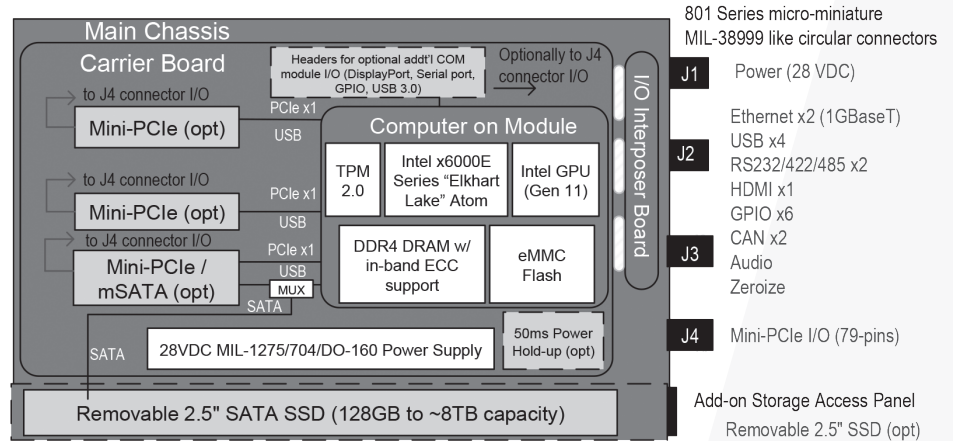 Main Chassis
Carrier Board
Headers for optional addt'l COM
module I/O (DisplayPort, Serial port,
GPIO, USB 3.0)
Optionally to J4
connector I/O
to J4 connector I/O
Mini-PCIe (opt)
PCIe x1
USB
to J4 connector I/O
Mini-PCIe (opt)
PCIe x1
USB
to J4 connector I/O
Mini-PCIe /
mSATA (opt)
PCIe x1
USB
MUX
SATA
SATA
Computer on Module
TPM
2.0
Intel x6000E
Series “Elkhart
Lake” Atom
Intel GPU
(Gen 11)
DDR4 DRAM w/
in-band ECC
support
eMMC
Flash
28VDC MIL-1275/704/DO-160 Power Supply
50ms Power
Hold-up (opt)
Removable 2.5" SATA SSD (128GB to ~8TB capacity)
I/O Interposer Board
801 Series micro-miniature
MIL-38999 like circular connectors
J1
Power (28 VDC)
J2
J3
Ethernet x2 (1GBaseT)
USB x4
RS232/422/485 x2
HDMI x1
GPIO x6
CAN x2
Audio
Zeroize
J4
Mini-PCIe I/O (79-pins)
Add-on Storage Access Panel
Removable 2.5" SSD (opt)